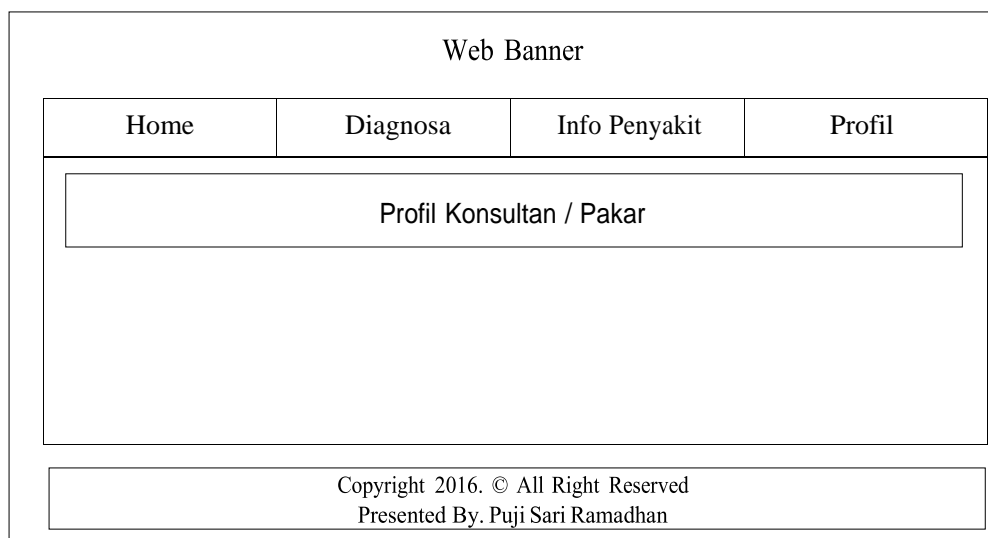 Web Banner
Home Diagnosa Info Penyakit Profil
Profil Konsultan / Pakar
Copyright 2016. © All Right Reserved
Presented By. Puji Sari Ramadhan